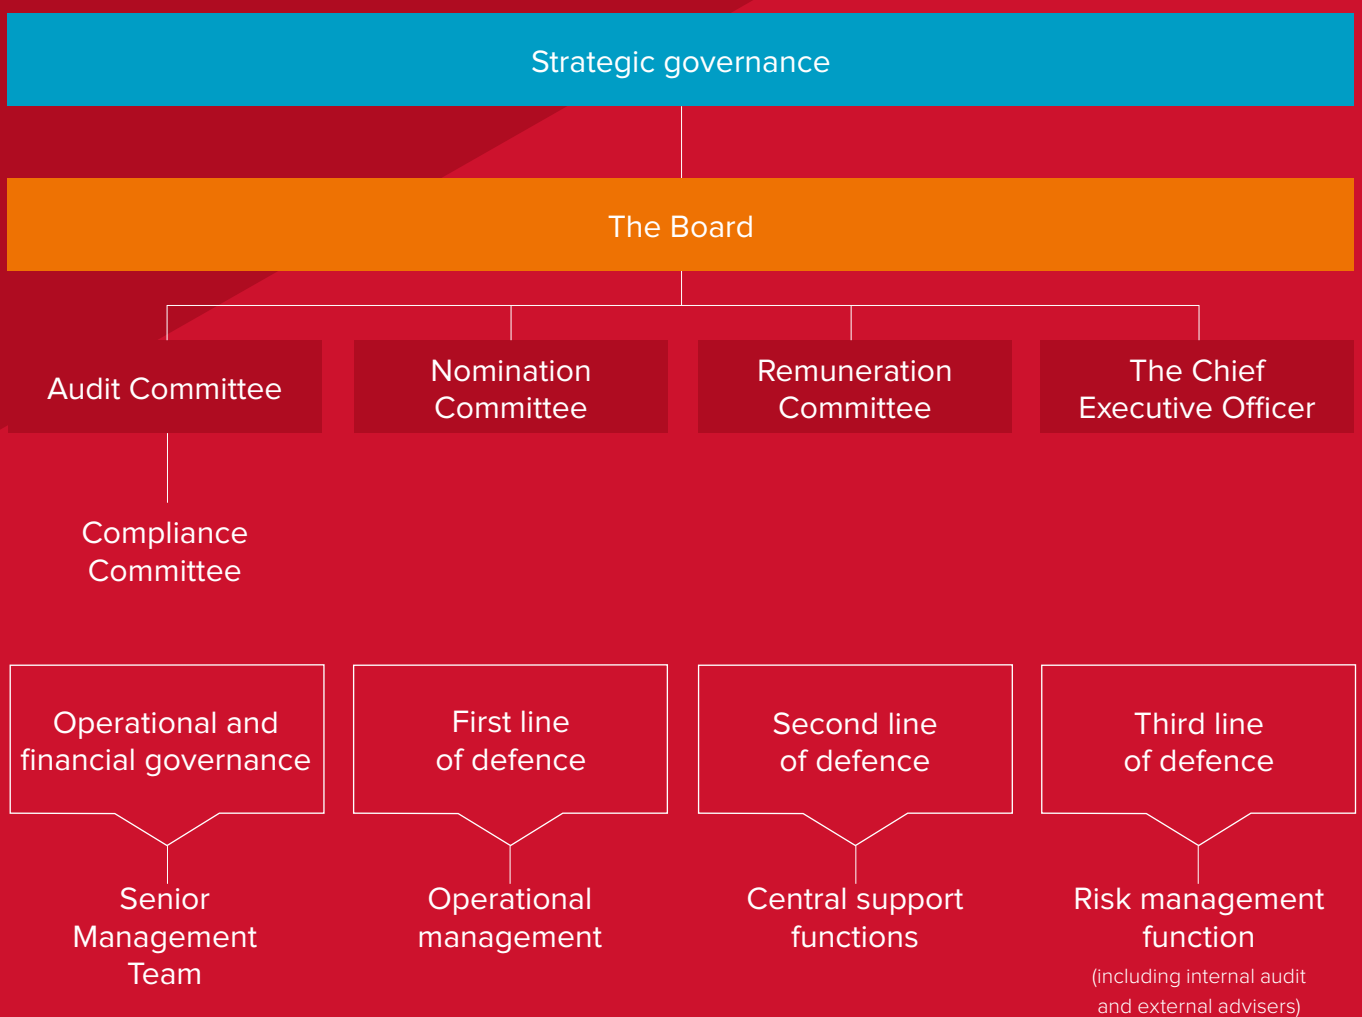 Strategic governance
The Board
Audit Committee
Nomination
Committee
Remuneration
Committee
The Chief
Executive Officer
Compliance
Committee
Operational and
financial governance
First line
of defence
Second line
of defence
Third line
of defence
Senior
Management
Team
Operational
management
Central support
functions
Risk management
function
(including internal audit
and external advisers)